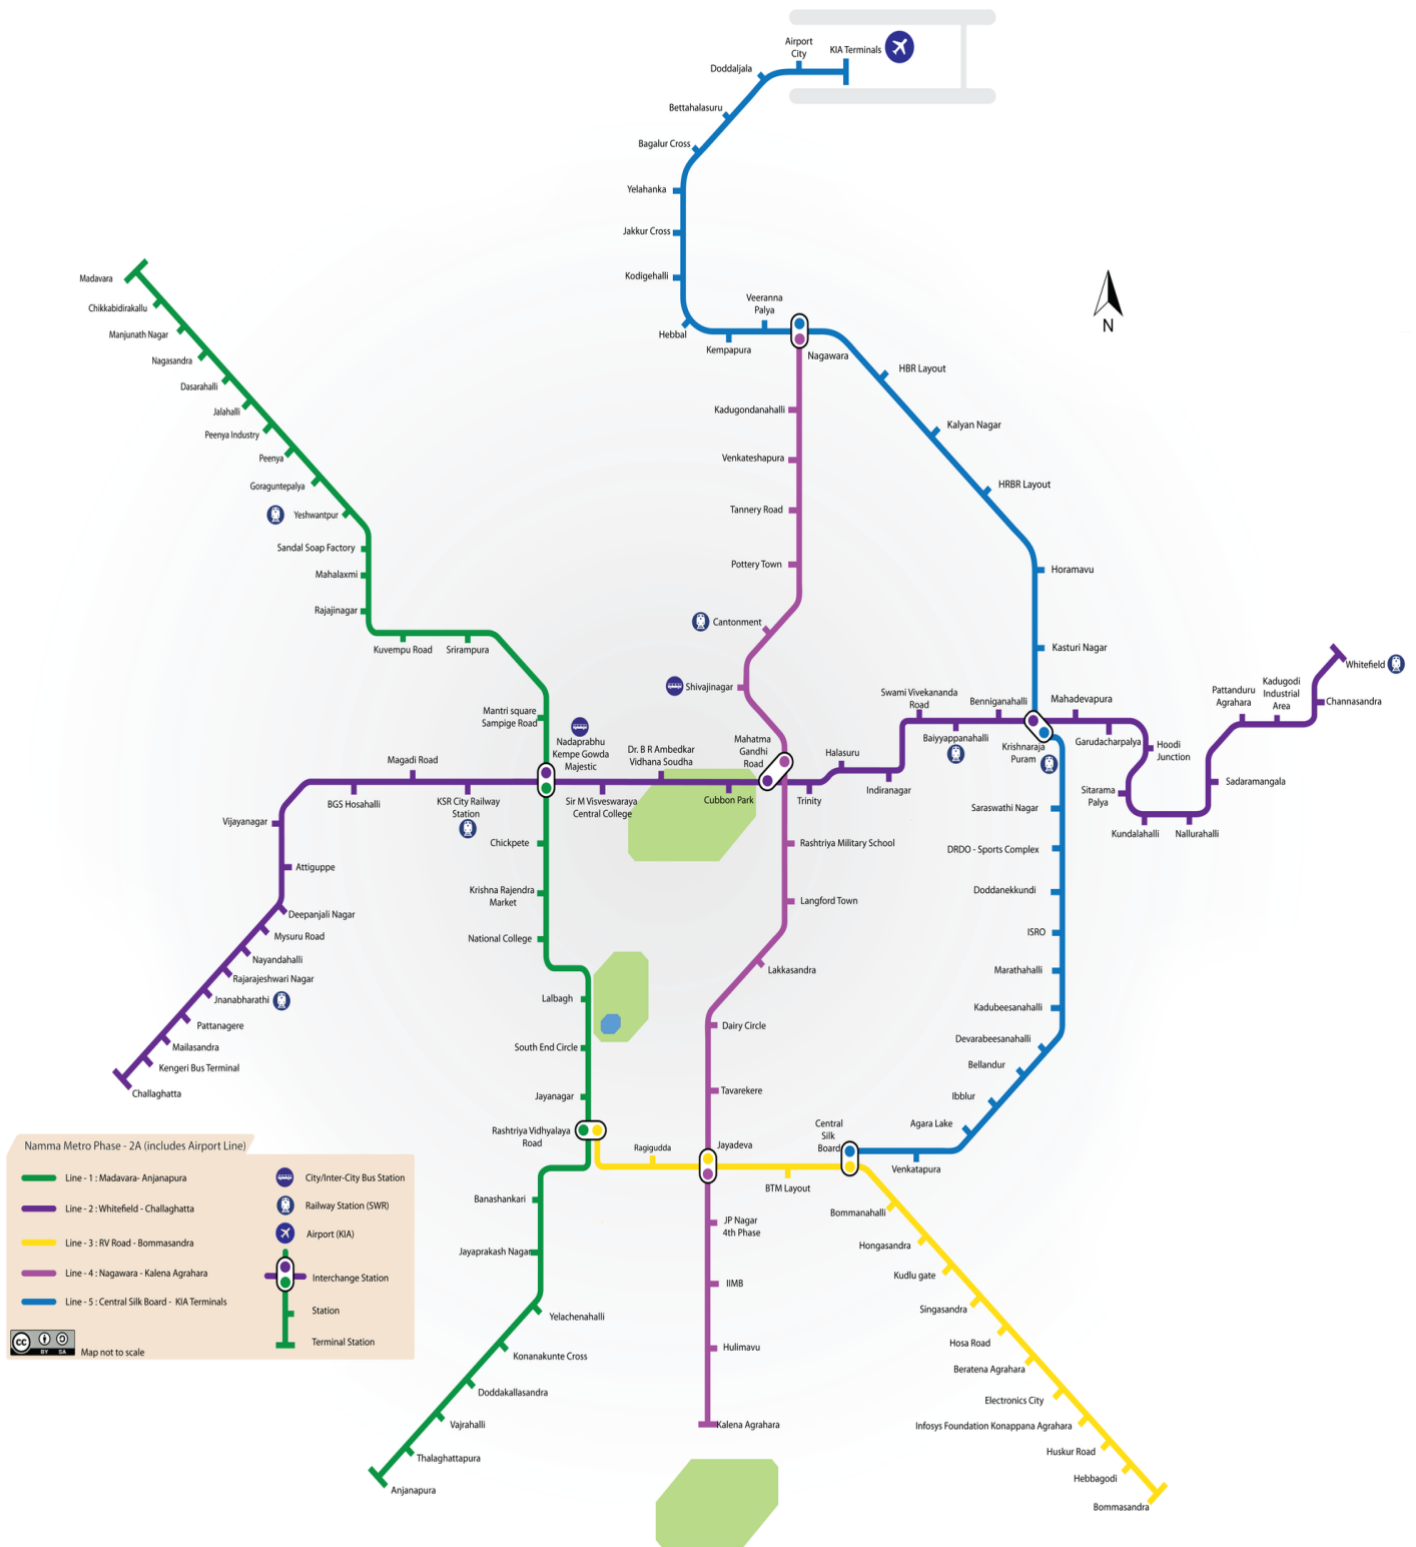 Airport
City
KIA Terminals
Doddaljala
Bettahalasuru
Bagalur Cross
Yelahanka
Jakkur Cross
Kodigehalli
Hebbal
Kempapura
Veeranna
Palya
Nagawara
N
HBR Layout
Kalyan Nagar
HRBR Layout
Horamavu
Kasturi Nagar
Madavara
Chikkabidirakallu
Manjunath Nagar
Nagasandra
Dasarahalli
Jalahalli
Peenya Industry
Peenya
Goraguntepalya
Yeshwantpur
Sandal Soap Factory
Mahalaxmi
Rajajinagar
Kuvempu Road
Srirampura
Mantri square
Sampige Road
Nadaprabhu
Kempe Gowda
Majestic
Kadugondanahalli
Venkateshapura
Tannery Road
Pottery Town
Cantonment
Shivajinagar
Mahatma
Gandhi
Road
Dr. B R Ambedkar
Vidhana Soudha
Cubbon Park
Sir M Visveswaraya
Central College
Magadi Road
BGS Hosahalli
KSR City Railway
Station
Vijayanagar
Attiguppe
Deepanjali Nagar
Mysuru Road
Nayandahalli
Rajarajeshwari Nagar
Jnanabharathi
Pattanagere
Mailasandra
Kengeri Bus Terminal
Challaghatta
Trinity
Halasuru
Indiranagar
Swami Vivekananda
Road
Baiyyappanahalli
Benniganahalli
Krishnaraja
Puram
Mahadevapura
Garudacharpalya
Hoodi
Junction
Sitarama
Palya
Kundalahalli
Nallurahalli
Sadaramangala
Pattanduru
Agrahara
Kadugodi
Industrial
Area
Channasandra
Whitefield
Chickpete
Krishna Rajendra
Market
National College
Lalbagh
South End Circle
Jayanagar
Rashtriya Vidhyalaya
Road
Banashankari
Jayaprakash Nagar
Yelachenahalli
Konanakunte Cross
Doddakallasandra
Vajrahalli
Thalaghattapura
Anjanapura
Rashtriya Military School
Langford Town
Lakkasandra
Dairy Circle
Tavarekere
Jayadeva
JP Nagar
4th Phase
IIMB
Hulimavu
Kalena Agrahara
Saraswathi Nagar
DRDO - Sports Complex
Doddanekkundi
ISRO
Marathahalli
Kadubeesanahalli
Devarabeesanahalli
Bellandur
Ibblur
Agara Lake
Venkatapura
Central
Silk
Board
Ragigudda
BTM Layout
Bommanahalli
Hongasandra
Kudlu gate
Singasandra
Hosa Road
Beratena Agrahara
Electronics City
Infosys Foundation Konappana Agrahara
Huskur Road
Hebbagodi
Bommasandra
Namma Metro Phase - 2A (includes Airport Line)
Line - 1 : Madavara- Anjanapura
Line - 2 : Whitefield - Challaghatta
Line - 3 : RV Road - Bommasandra
Line - 4 : Nagawara - Kalena Agrahara
Line - 5 : Central Silk Board - KIA Terminals
City/Inter-City Bus Station
Railway Station (SWR)
Airport (KIA)
Interchange Station
Station
Terminal Station
cc
BY SA
Map not to scale